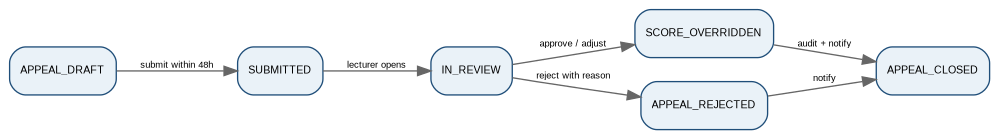 APPEAL_DRAFT
submit within 48h
SUBMITTED
lecturer opens
IN_REVIEW
approve / adjust
SCORE_OVERRIDDEN
audit + notify
reject with reason
APPEAL_REJECTED
notify
APPEAL_CLOSED